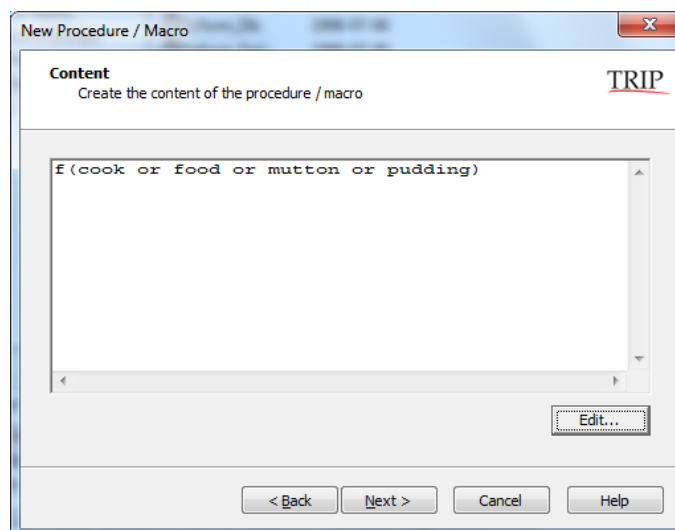 New Procedure / Macro
Content
Create the content of the procedure / macro
TRIP
f(cook or food or mutton or pudding)
Edit...
< Back
Next >
Cancel
Help